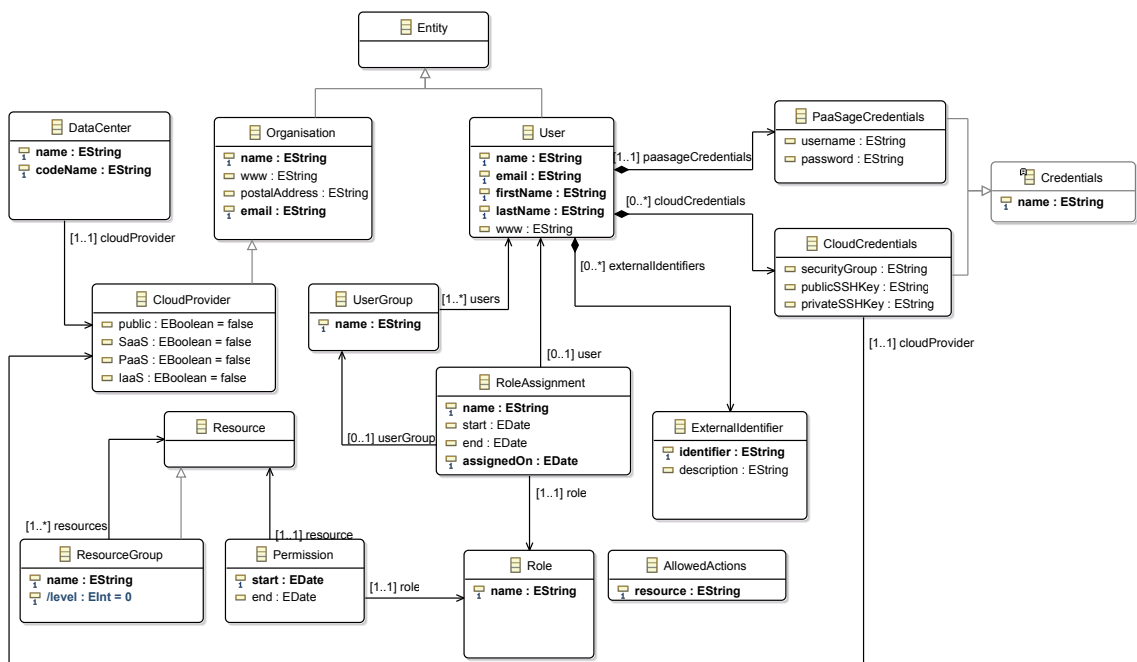 Entity
DataCenter
name : EString
codeName : EString
Organisation
name : EString
www : EString
postalAddress : EString
email : EString
User
name : EString
email : EString
firstName : EString
lastName : EString
www : EString
PaaSageCredentials
username : EString
password : EString
Credentials
name : EString
[1..1] paasageCredentials
[0..*] cloudCredentials
[1..1] cloudProvider
[0..*] externalIdentifiers
CloudCredentials
securityGroup : EString
publicSSHKey : EString
privateSSHKey : EString
CloudProvider
public : EBoolean = false
SaaS : EBoolean = false
PaaS : EBoolean = false
IaaS : EBoolean = false
UserGroup
name : EString
[1..*] users
[0..1] user
[1..1] cloudProvider
RoleAssignment
name : EString
start : EDate
end : EDate
assignedOn : EDate
[0..1] userGroup
Resource
ExternalIdentifier
identifier : EString
description : EString
[1..1] role
[1..*] resources
[1..1] resource
ResourceGroup
name : EString
/level : EInt = 0
Permission
start : EDate
end : EDate
[1..1] role
Role
name : EString
AllowedActions
resource : EString